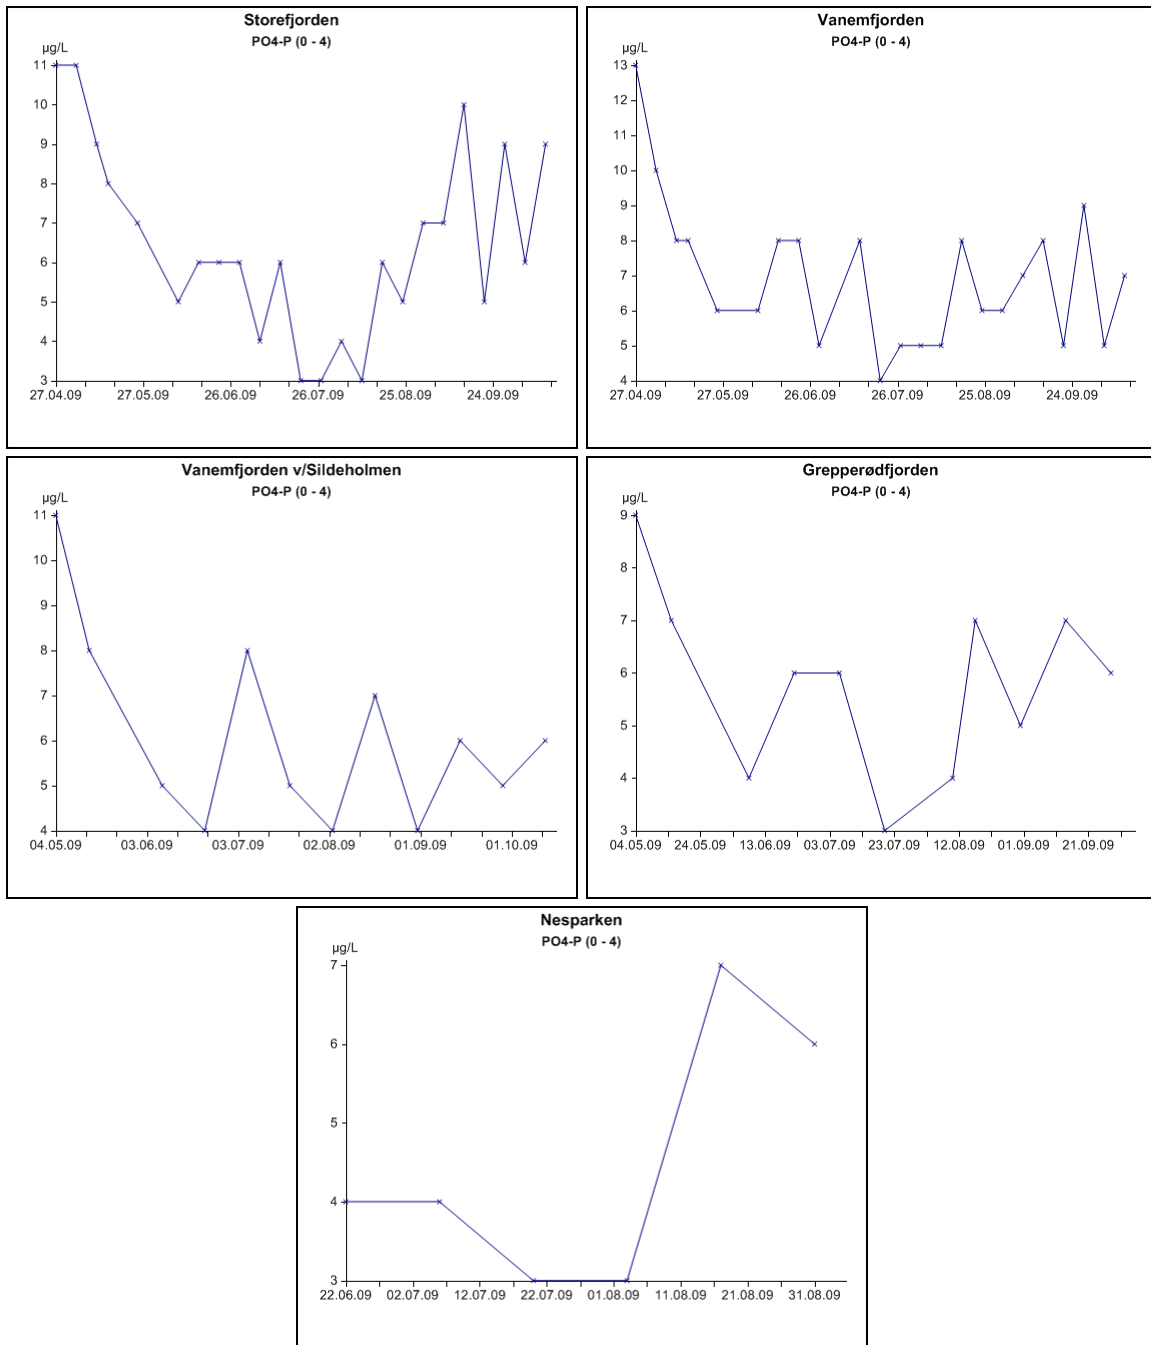 Storefjorden
PO4-P (0 - 4)
µg/L
11
10
9
8
7
6
5
4
3
27.04.09 27.05.09 26.06.09 26.07.09 25.08.09 24.09.09
Vanemfjorden
PO4-P (0 - 4)
µg/L
13
12
11
10
9
8
7
6
5
4
27.04.09 27.05.09 26.06.09 26.07.09 25.08.09 24.09.09
Vanemfjorden v/Sildeholmen
PO4-P (0 - 4)
µg/L
11
10
9
8
7
6
5
4
04.05.09 03.06.09 03.07.09 02.08.09 01.09.09 01.10.09
Grepperødfjorden
PO4-P (0 - 4)
µg/L
9
8
7
6
5
4
3
04.05.09 24.05.09 13.06.09 03.07.09 23.07.09 12.08.09 01.09.09 21.09.09
Nesparken
PO4-P (0 - 4)
µg/L
7
6
5
4
3
22.06.09 02.07.09 12.07.09 22.07.09 01.08.09 11.08.09 21.08.09 31.08.09